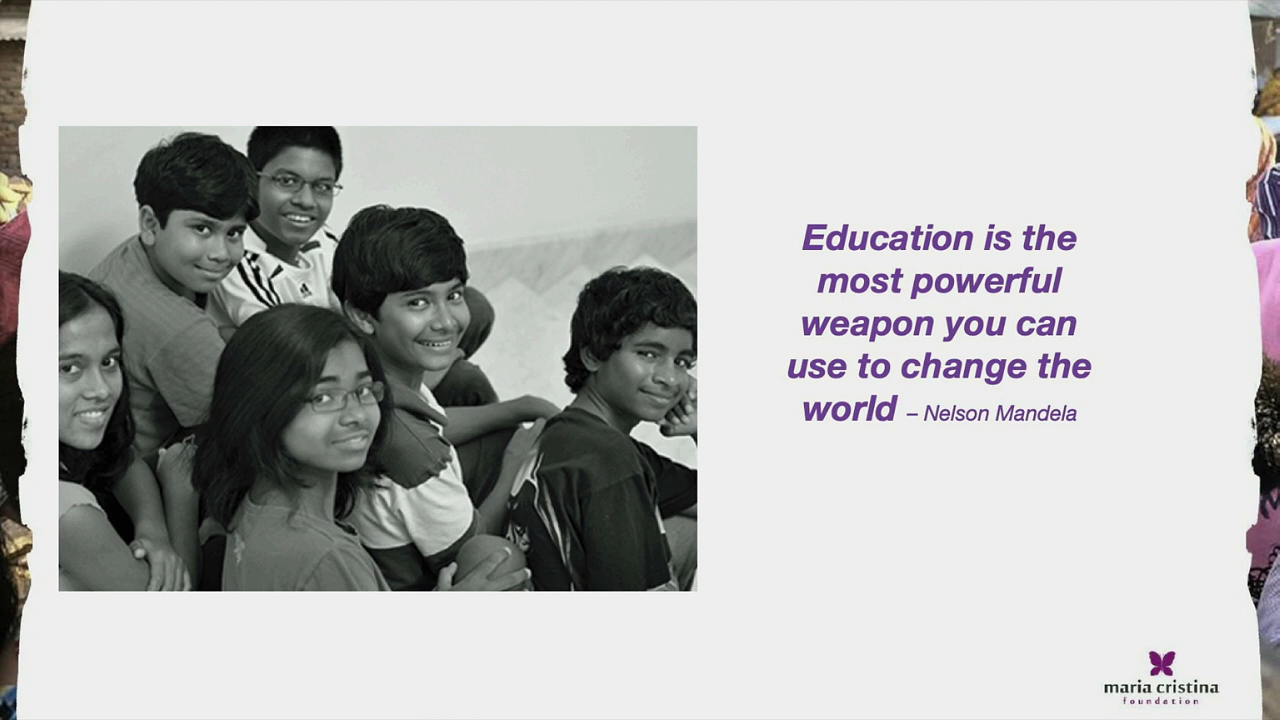 Education is the
most powerful
weapon you can
use to change the
world – Nelson Mandela
maria cristina
foundation